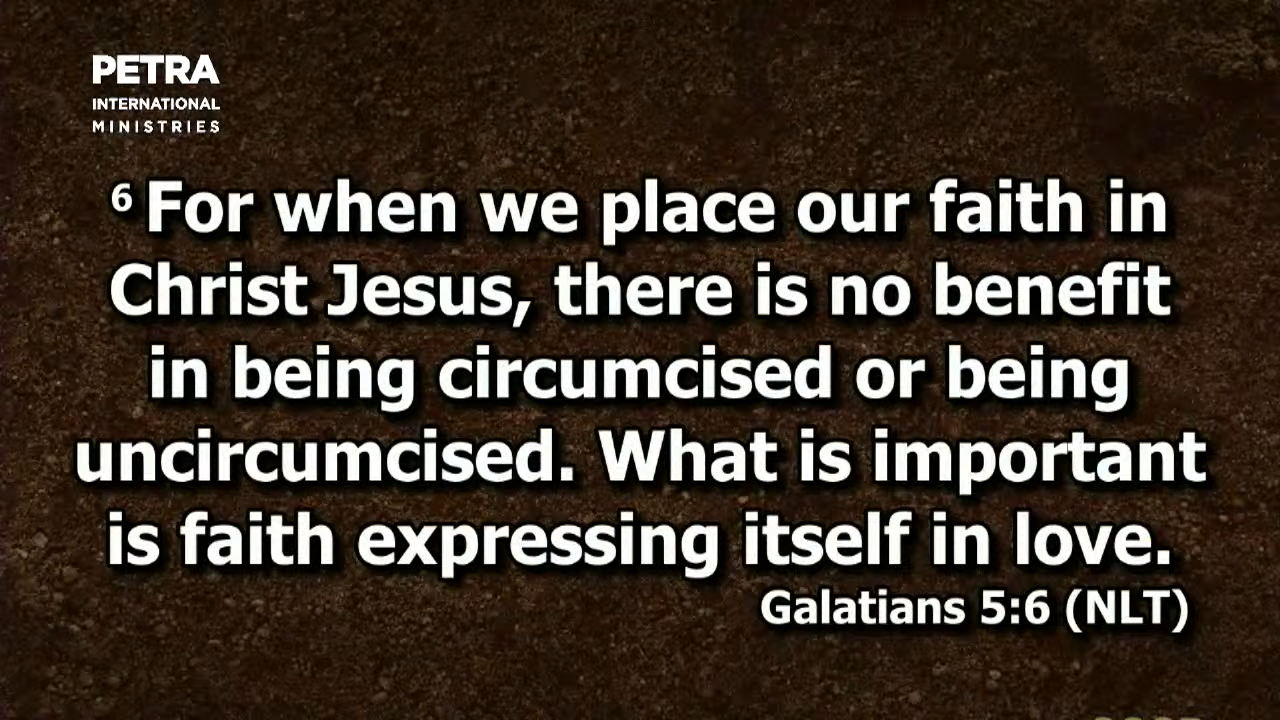 PETRA
INTERNATIONAL
MINISTRIES
6 For when we place our faith in
Christ Jesus, there is no benefit
in being circumcised or being
uncircumcised. What is important
is faith expressing itself in love.
Galatians 5:6 (NLT)